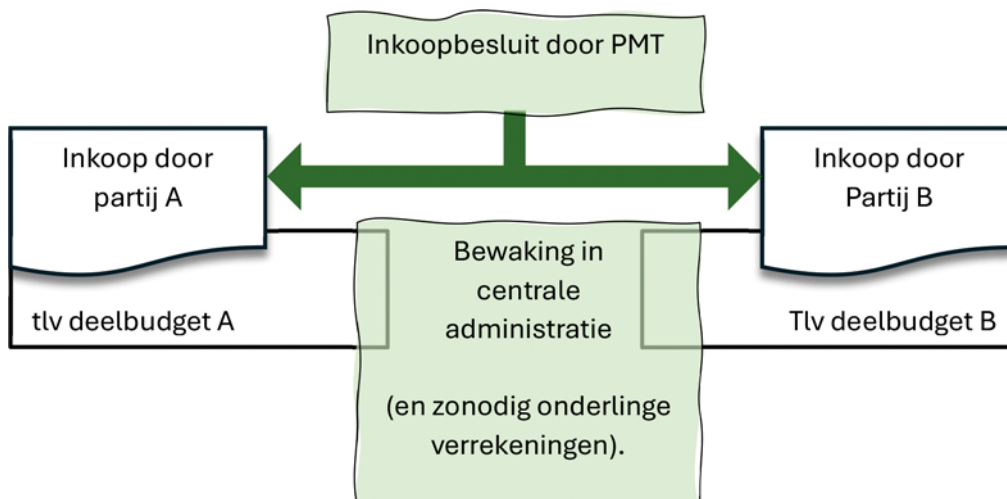 Inkoopbesluit door PMT
Inkoop door
partij A
Inkoop door
Partij B
Bewaking in
centrale
administratie
tlv deelbudget A
Tlv deelbudget B
(en zonodig onderlinge
verrekeningen).